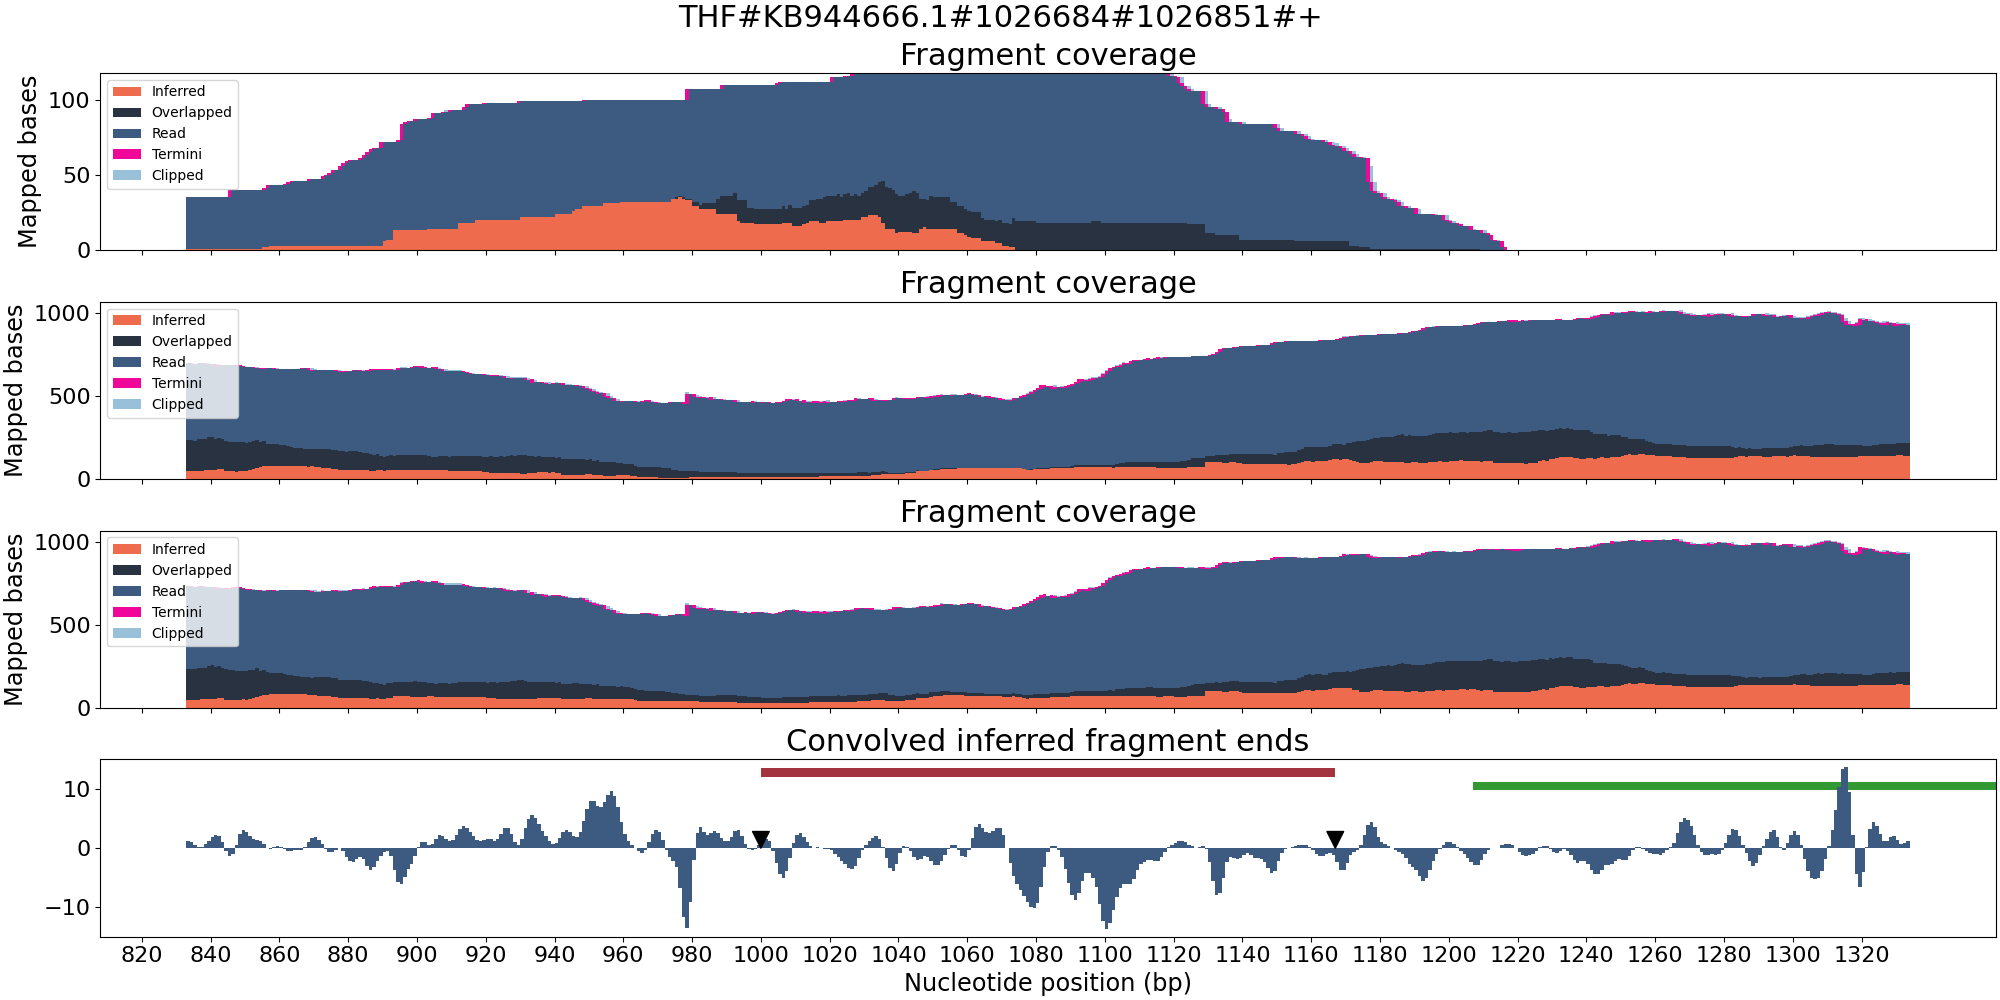 THF#KB944666.1#1026684#1026851#+
Fragment coverage
Mapped bases
100
50
0
Inferred
Overlapped
Read
Termini
Clipped
Fragment coverage
Mapped bases
1000
500
0
Inferred
Overlapped
Read
Termini
Clipped
Fragment coverage
Mapped bases
1000
500
0
Inferred
Overlapped
Read
Termini
Clipped
Convolved inferred fragment ends
10
0
−10
820 840 860 880 900 920 940 960 980 1000 1020 1040 1060 1080 1100 1120 1140 1160 1180 1200 1220 1240 1260 1280 1300 1320
Nucleotide position (bp)